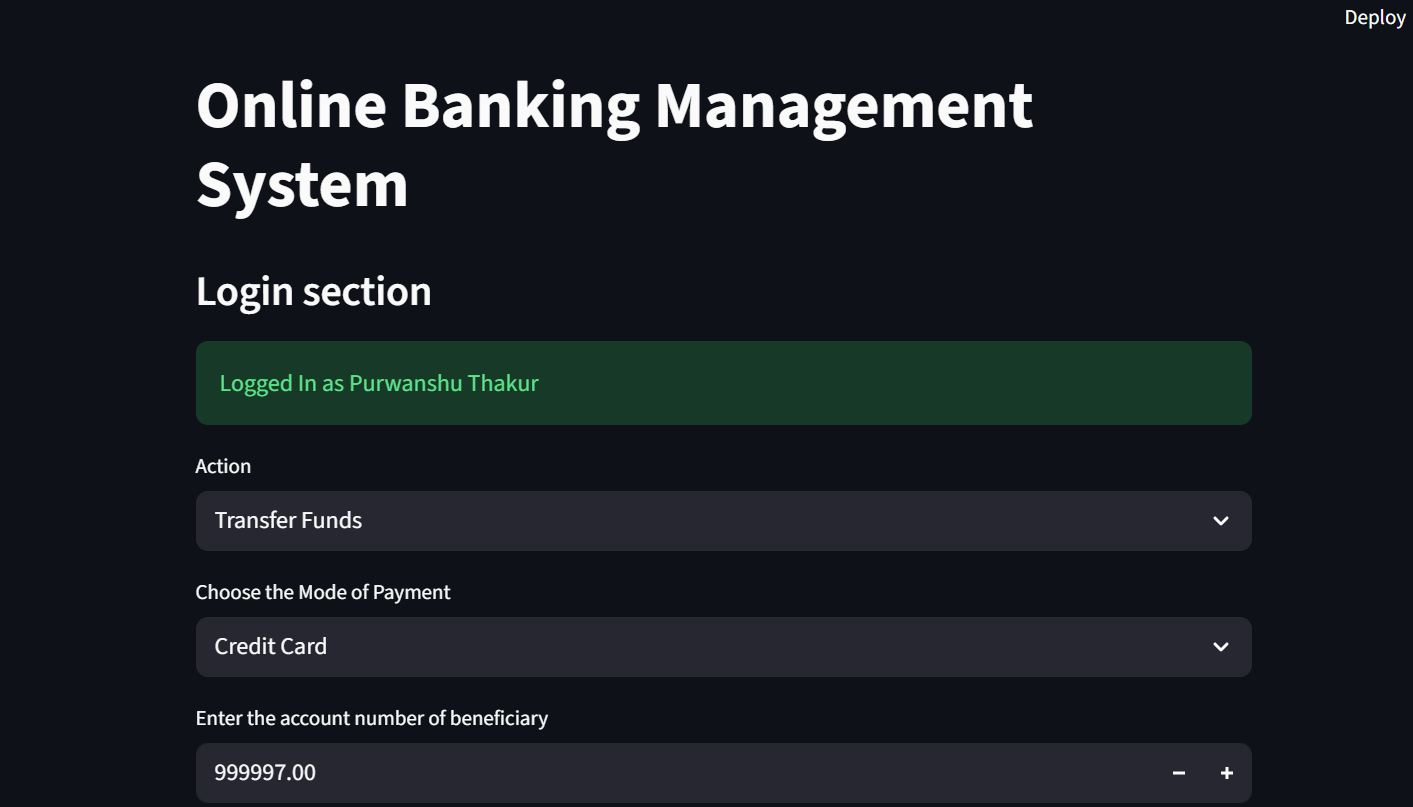 Deploy
Online Banking Management
System
Login section
Logged In as Purwanshu Thakur
Action
Transfer Funds
Choose the Mode of Payment
Credit Card
Enter the account number of beneficiary
999997.00